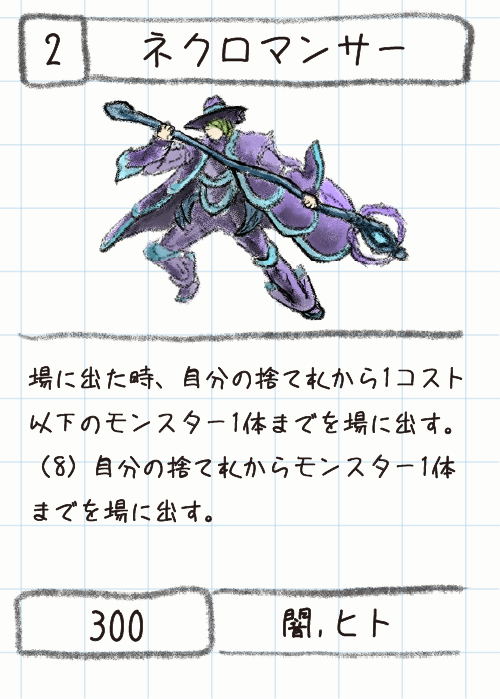 2
ネクロマンサー
場に出た時、自分の捨て札から1コスト
以下のモンスター1体までを場に出す。
（8）自分の捨て札からモンスター1体
までを場に出す。
300
闇,ヒト